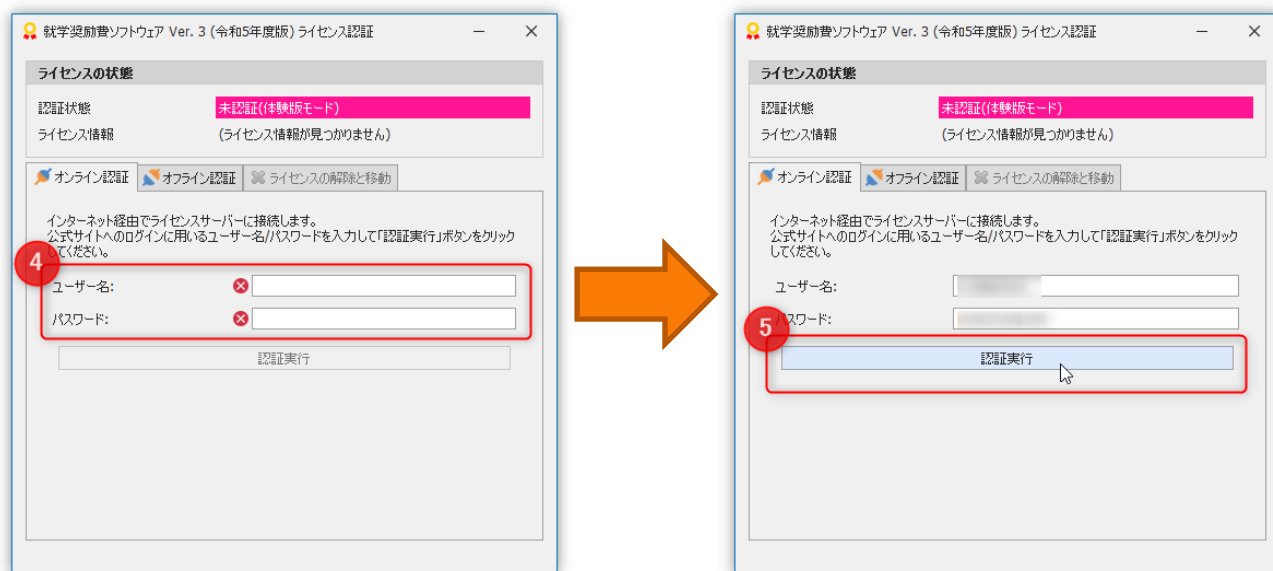 就学奨励費ソフトウェア Ver. 3 (令和5年度版) ライセンス認証
ライセンスの状態
認証状態
未認証(体験版モード)
ライセンス情報
(ライセンス情報が見つかりません)
オンライン認証
オフライン認証
ライセンスの解除と移動
インターネット経由でライセンスサーバーに接続します。
公式サイトへのログインに用いるユーザー名/パスワードを入力して「認証実行」ボタンをクリック
してください。
4
ユーザー名:
パスワード:
認証実行
就学奨励費ソフトウェア Ver. 3 (令和5年度版) ライセンス認証
ライセンスの状態
認証状態
未認証(体験版モード)
ライセンス情報
(ライセンス情報が見つかりません)
オンライン認証
オフライン認証
ライセンスの解除と移動
インターネット経由でライセンスサーバーに接続します。
公式サイトへのログインに用いるユーザー名/パスワードを入力して「認証実行」ボタンをクリック
してください。
ユーザー名:
パスワード:
5
認証実行